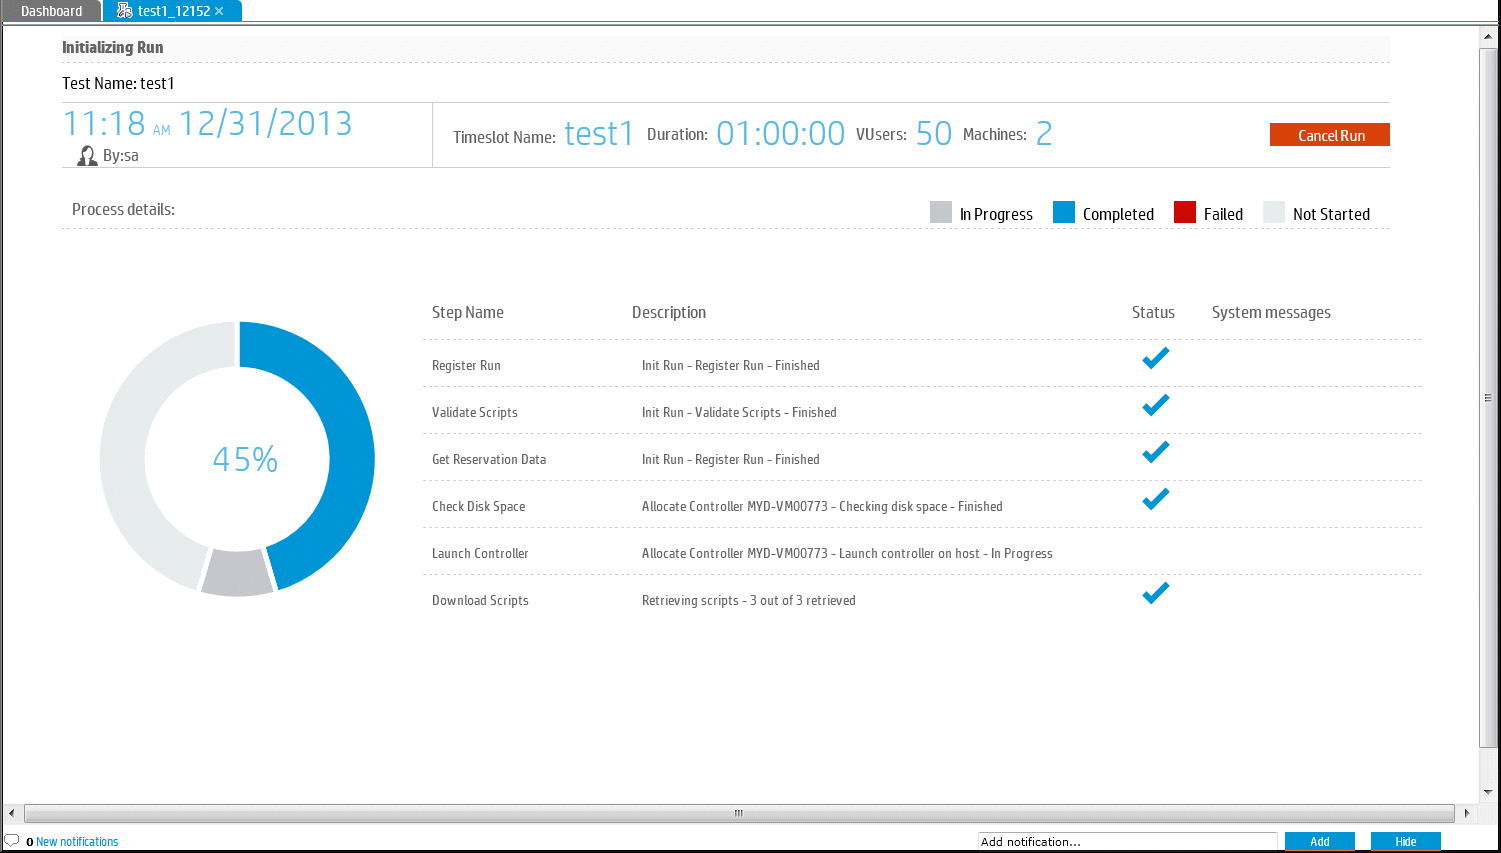 Dashboard test1_12152
Initializing Run
Test Name: test1
11:18 AM 12/31/2013
By:sa
Timeslot Name: test1 Duration: 01:00:00 VUsers: 50 Machines: 2
Cancel Run
Process details:
In Progress Completed Failed Not Started
45%
Step Name Description Status System messages
Register Run Init Run - Register Run - Finished
Validate Scripts Init Run - Validate Scripts - Finished
Get Reservation Data Init Run - Register Run - Finished
Check Disk Space Allocate Controller MYD-VM00773 - Checking disk space - Finished
Launch Controller Allocate Controller MYD-VM00773 - Launch controller on host - In Progress
Download Scripts Retrieving scripts - 3 out of 3 retrieved
0 New notifications Add notification... Add Hide